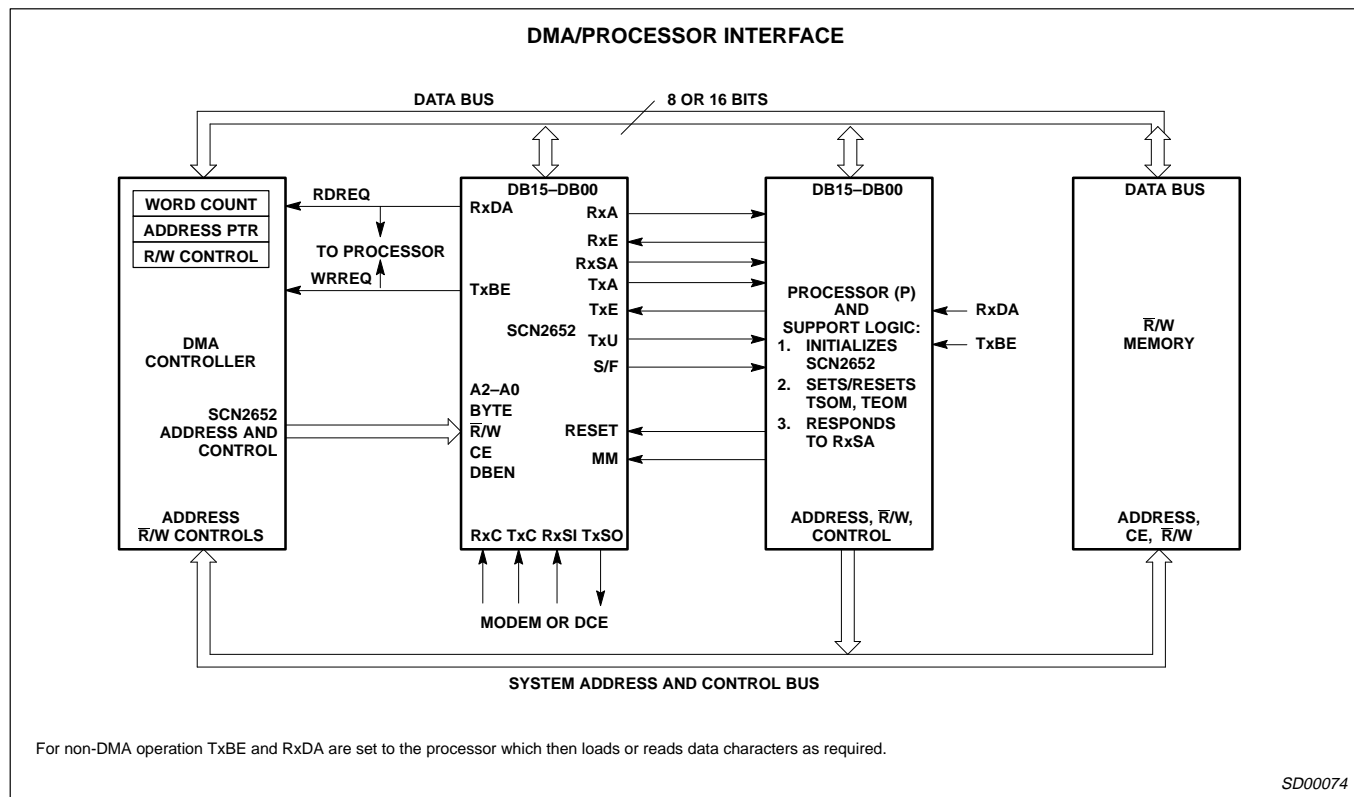 DMA/PROCESSOR INTERFACE
DATA BUS
8 OR 16 BITS
WORD COUNT
ADDRESS PTR
R/W CONTROL
DMA
CONTROLLER
SCN2652
ADDRESS AND
CONTROL
ADDRESS
R̅/W CONTROLS
RDREQ
TO PROCESSOR
WRREQ
DB15–DB00
RxDA
TxBE
SCN2652
A2–A0
BYTE
R̅/W
CE
DBEN
RxA
RxE
RxSA
TxA
TxE
TxU
S/F
RESET
MM
RxC TxC RxSI TxSO
MODEM OR DCE
DB15–DB00
PROCESSOR (P)
AND
SUPPORT LOGIC:
1. INITIALIZES
SCN2652
2. SETS/RESETS
TSOM, TEOM
3. RESPONDS
TO RxSA
ADDRESS, R̅/W,
CONTROL
RxDA
TxBE
DATA BUS
R̅/W
MEMORY
ADDRESS,
CE, R̅/W
SYSTEM ADDRESS AND CONTROL BUS
For non-DMA operation TxBE and RxDA are set to the processor which then loads or reads data characters as required.
SD00074